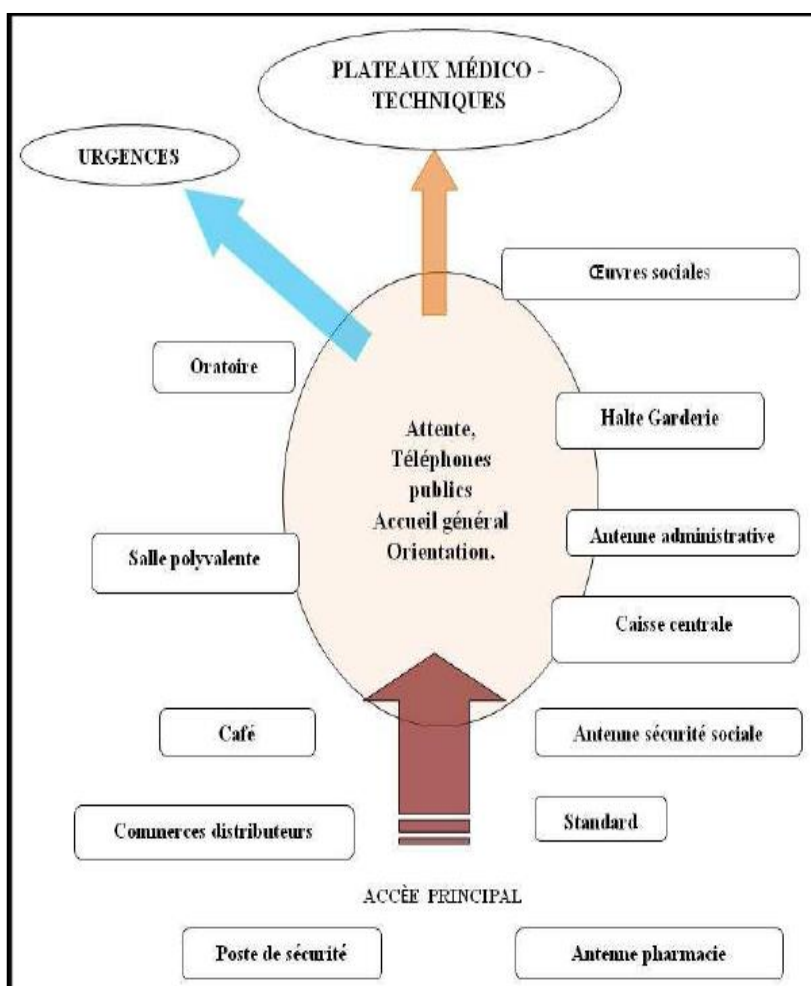 PLATEAUX MÉDICO -
TECHNIQUES
URGENCES
Œuvres sociales
Oratoire
Halte Garderie
Attente,
Téléphones
publics
Accueil général
Orientation.
Antenne administrative
Salle polyvalente
Caisse centrale
Café
Antenne sécurité sociale
Commerces distributeurs
Standard
ACCÈE PRINCIPAL
Poste de sécurité
Antenne pharmacie